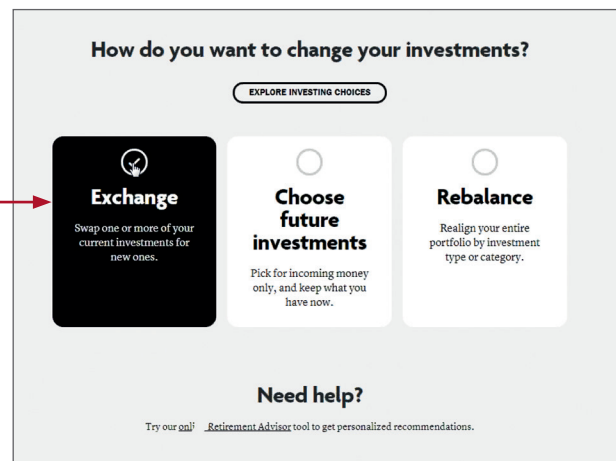 How do you want to change your investments?
EXPLORE INVESTING CHOICES
Exchange
Swap one or more of your
current investments for
new ones.
Choose
future
investments
Pick for incoming money
only, and keep what you
have now.
Rebalance
Realign your entire
portfolio by investment
type or category.
Need help?
Try our Retirement Advisor tool to get personalized recommendations.